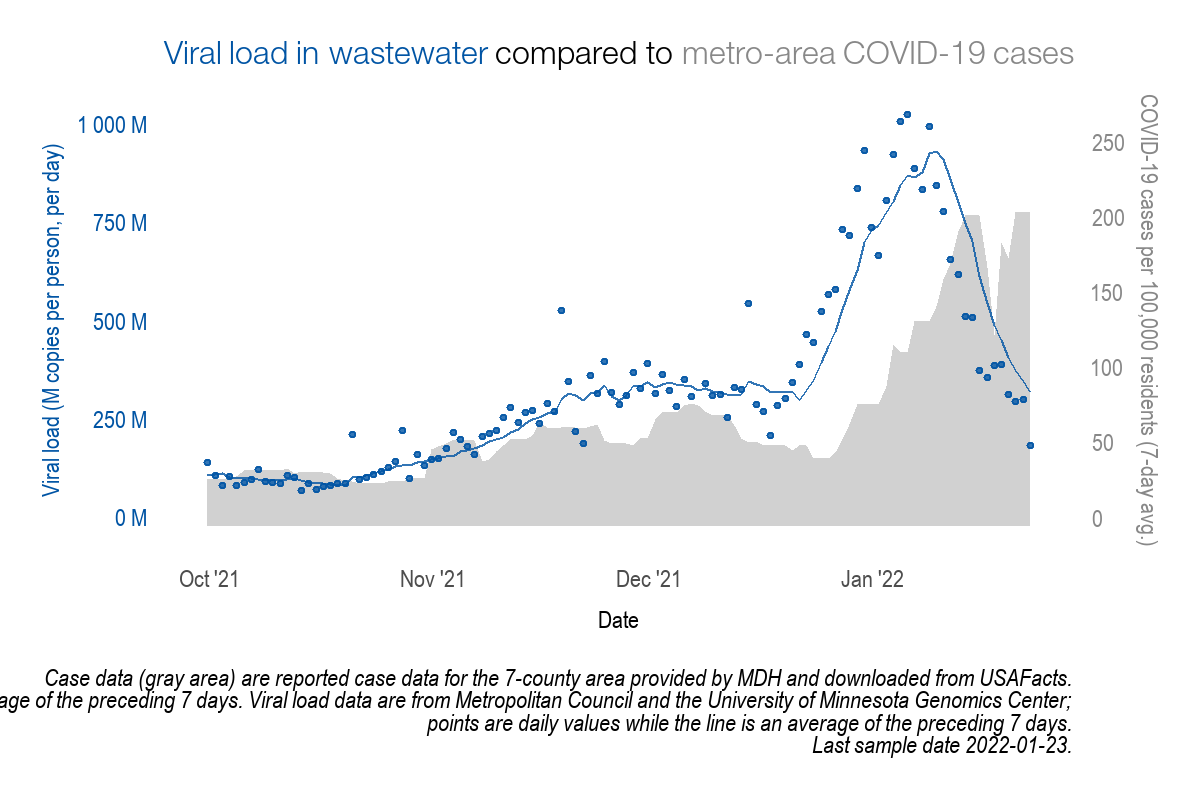 Viral load in wastewater compared to metro-area COVID-19 cases
Viral load (M copies per person, per day)
1 000 M
750 M
500 M
250 M
0 M
COVID-19 cases per 100,000 residents (7-day avg.)
250
200
150
100
50
0
Oct '21
Nov '21
Dec '21
Jan '22
Date
Case data (gray area) are reported case data for the 7-county area provided by MDH and downloaded from USAFacts.
age of the preceding 7 days. Viral load data are from Metropolitan Council and the University of Minnesota Genomics Center;
points are daily values while the line is an average of the preceding 7 days.
Last sample date 2022-01-23.